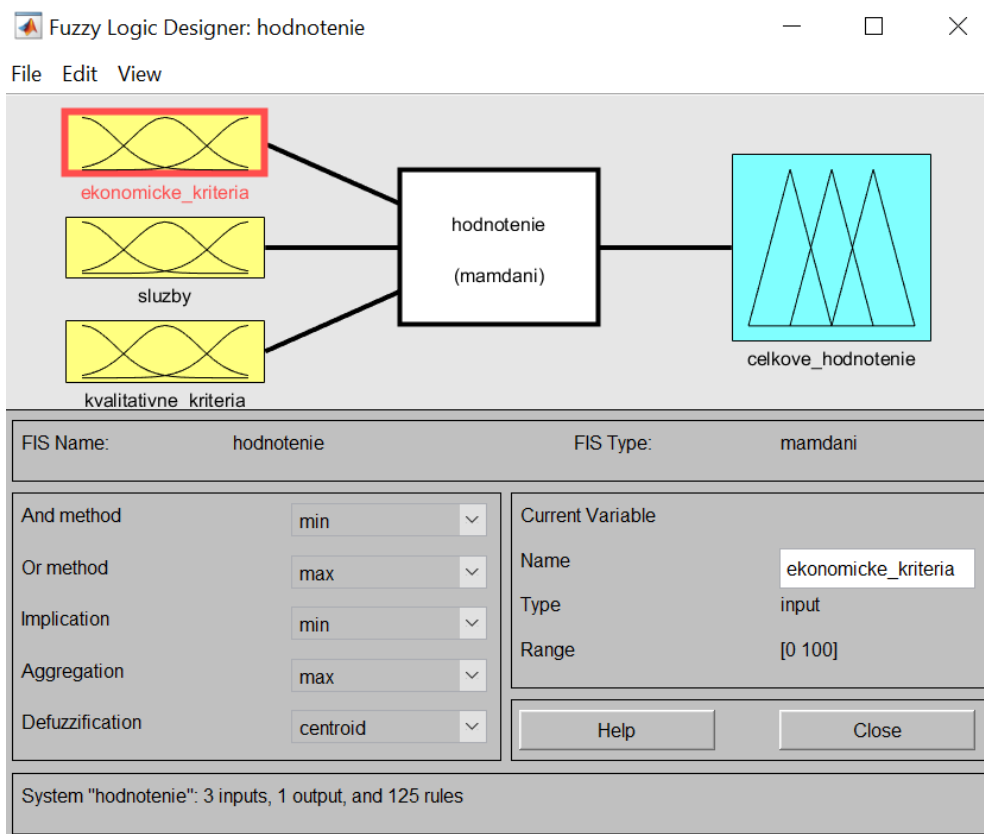 Fuzzy Logic Designer: hodnotenie
File Edit View
ekonomicke_kriteria
sluzby
kvalitativne_kriteria
hodnotenie
(mamdani)
celkove_hodnotenie
FIS Name: hodnotenie FIS Type: mamdani
And method min
Or method max
Implication min
Aggregation max
Defuzzification centroid
Current Variable
Name ekonomicke_kriteria
Type input
Range [0 100]
Help Close
System "hodnotenie": 3 inputs, 1 output, and 125 rules